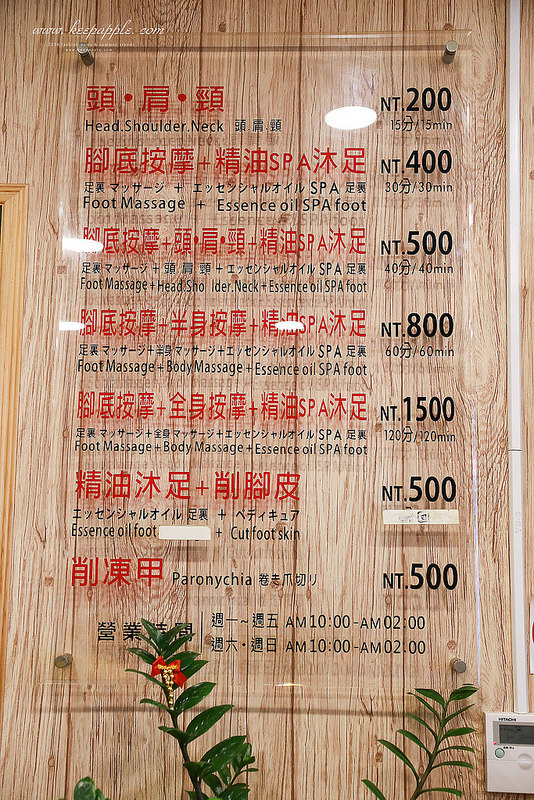 www.keepapple.com
頭・肩・頸 NT.200
Head.Shoulder.Neck 頭.肩.頸 15分/15min
腳底按摩+精油SPA沐足 NT.400
足裏マッサージ + エッセンシャルオイル SPA 足裏 30分/30min
Foot Massage + Essence oil SPA foot
腳底按摩+頭・肩・頸+精油SPA沐足 NT.500
足裏マッサージ+頭.肩.頸+エッセンシャルオイル SPA 足裏 40分/40min
Foot Massage+Head.Sho lder.Neck+Essence oil SPA foot
腳底按摩+半身按摩+精油SPA沐足 NT.800
足裏マッサージ+半身マッサージ+エッセンシャルオイル SPA 足裏 60分/60min
Foot Massage+Body Massage+Essence oil SPA foot
腳底按摩+全身按摩+精油SPA沐足 NT.1500
足裏マッサージ+全身マッサージ+エッセンシャルオイル SPA 足裏 120分/120min
Foot Massage+Body Massage+Essence oil SPA foot
精油沐足+削腳皮 NT.500
エッセンシャルオイル 足裏 + ペディキュア
Essence oil foot + Cut foot skin
削凍甲 Paronychia 卷き爪切り NT.500
營業時間 週一~週五 AM10:00-AM02:00
週六・週日 AM10:00-AM02:00
HITACHI